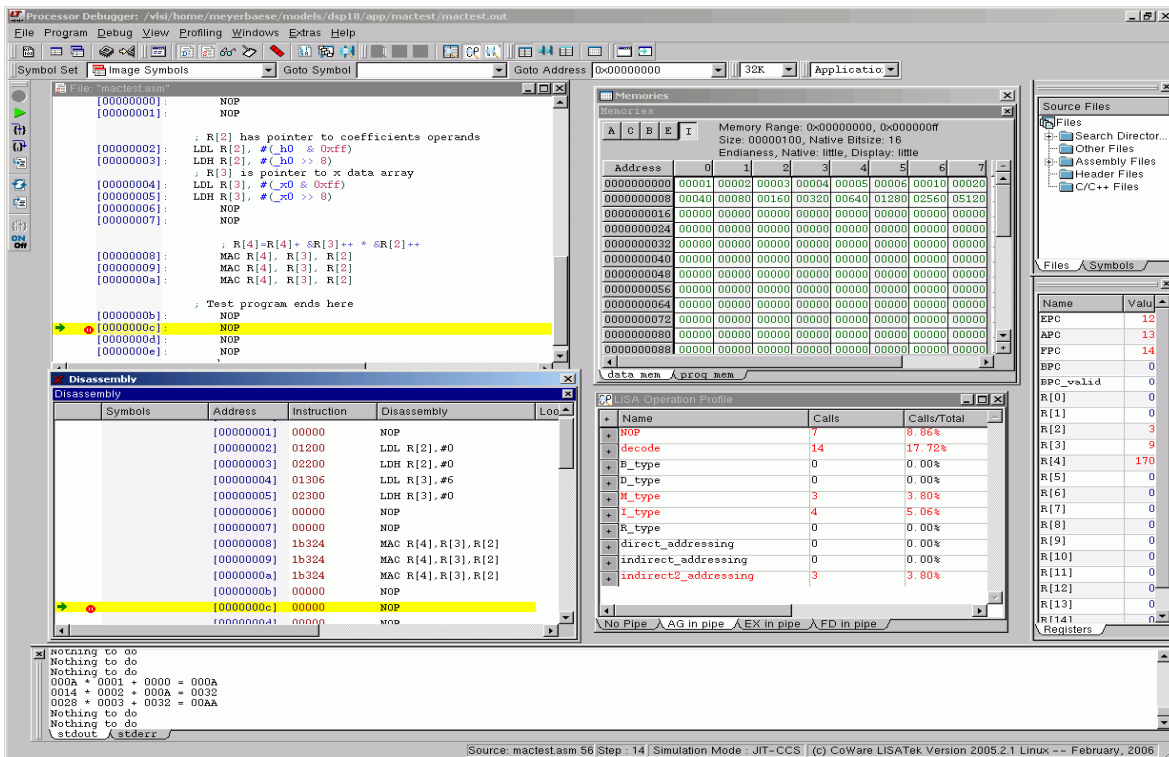 Processor Debugger: /vlsi/home/meyerbaese/models/dsp18/app/mactest/mactest.out
File Program Debug View Profiling Windows Extras Help
Symbol Set Image Symbols Goto Symbol Goto Address 0x00000000 32K
File: "mactest.asm"
[00000000]: NOP
[00000001]: NOP
; R[2] has pointer to coefficients operands
[00000002]: LDL R[2], #(_h0 & 0xff)
[00000003]: LDH R[2], #(_h0 >> 8)
; R[3] is pointer to x data array
[00000004]: LDL R[3], #(_x0 & 0xff)
[00000005]: LDH R[3], #(_x0 >> 8)
[00000006]: NOP
[00000007]: NOP
; R[4]=R[4]+ &R[3]++ * &R[2]++
[00000008]: MAC R[4], R[3], R[2]
[00000009]: MAC R[4], R[3], R[2]
[0000000a]: MAC R[4], R[3], R[2]
; Test program ends here
[0000000b]: NOP
[0000000c]: NOP
[0000000d]: NOP
[0000000e]: NOP
Memories
Memories
A C B E I
Memory Range: 0x00000000, 0x000000ff
Size: 00000100, Native Bitsize: 16
Endianess, Native: little, Display: little
Address 0 1 2 3 4 5 6 7
0000000000 00001 00002 00003 00004 00005 00006 00010 00020
0000000008 00040 00080 00160 00320 00640 01280 02560 05120
0000000016 00000 00000 00000 00000 00000 00000 00000 00000
0000000024 00000 00000 00000 00000 00000 00000 00000 00000
0000000032 00000 00000 00000 00000 00000 00000 00000 00000
0000000040 00000 00000 00000 00000 00000 00000 00000 00000
0000000048 00000 00000 00000 00000 00000 00000 00000 00000
0000000056 00000 00000 00000 00000 00000 00000 00000 00000
0000000064 00000 00000 00000 00000 00000 00000 00000 00000
0000000072 00000 00000 00000 00000 00000 00000 00000 00000
0000000080 00000 00000 00000 00000 00000 00000 00000 00000
0000000088 00000 00000 00000 00000 00000 00000 00000 00000
data mem prog mem
Source Files
Files
Search Director...
Other Files
Assembly Files
Header Files
C/C++ Files
Files Symbols
Disassembly
Disassembly
Symbols Address Instruction Disassembly Loo
[00000001] 00000 NOP
[00000002] 01200 LDL R[2],#0
[00000003] 02200 LDH R[2],#0
[00000004] 01306 LDL R[3],#6
[00000005] 02300 LDH R[3],#0
[00000006] 00000 NOP
[00000007] 00000 NOP
[00000008] 1b324 MAC R[4],R[3],R[2]
[00000009] 1b324 MAC R[4],R[3],R[2]
[0000000a] 1b324 MAC R[4],R[3],R[2]
[0000000b] 00000 NOP
[0000000c] 00000 NOP
[0000000d] 00000 NOP
LISA Operation Profile
+ Name Calls Calls/Total
+ NOP 7 8.86%
+ decode 14 17.72%
+ B_type 0 0.00%
+ D_type 0 0.00%
+ M_type 3 3.80%
+ I_type 4 5.06%
+ R_type 0 0.00%
+ direct_addressing 0 0.00%
+ indirect_addressing 0 0.00%
+ indirect2_addressing 3 3.80%
No Pipe AG in pipe EX in pipe FD in pipe
Name Valu
EPC 12
APC 13
FPC 14
BPC 0
BPC_valid 0
R[0] 0
R[1] 0
R[2] 3
R[3] 9
R[4] 170
R[5] 0
R[6] 0
R[7] 0
R[8] 0
R[9] 0
R[10] 0
R[11] 0
R[12] 0
R[13] 0
R[14] 0
Registers
Nothing to do
Nothing to do
Nothing to do
000A * 0001 + 0000 = 000A
0014 * 0002 + 000A = 0032
0028 * 0003 + 0032 = 00AA
Nothing to do
Nothing to do
stdout stderr
Source: mactest.asm 56 Step : 14 Simulation Mode : JIT-CCS (c) CoWare LISATek Version 2005.2.1 Linux -- February, 2006